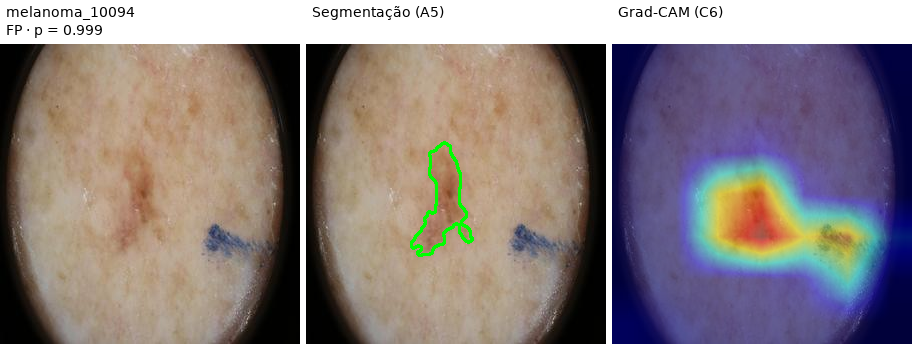 melanoma_10094
FP · p = 0.999
Segmentação (A5)
Grad-CAM (C6)